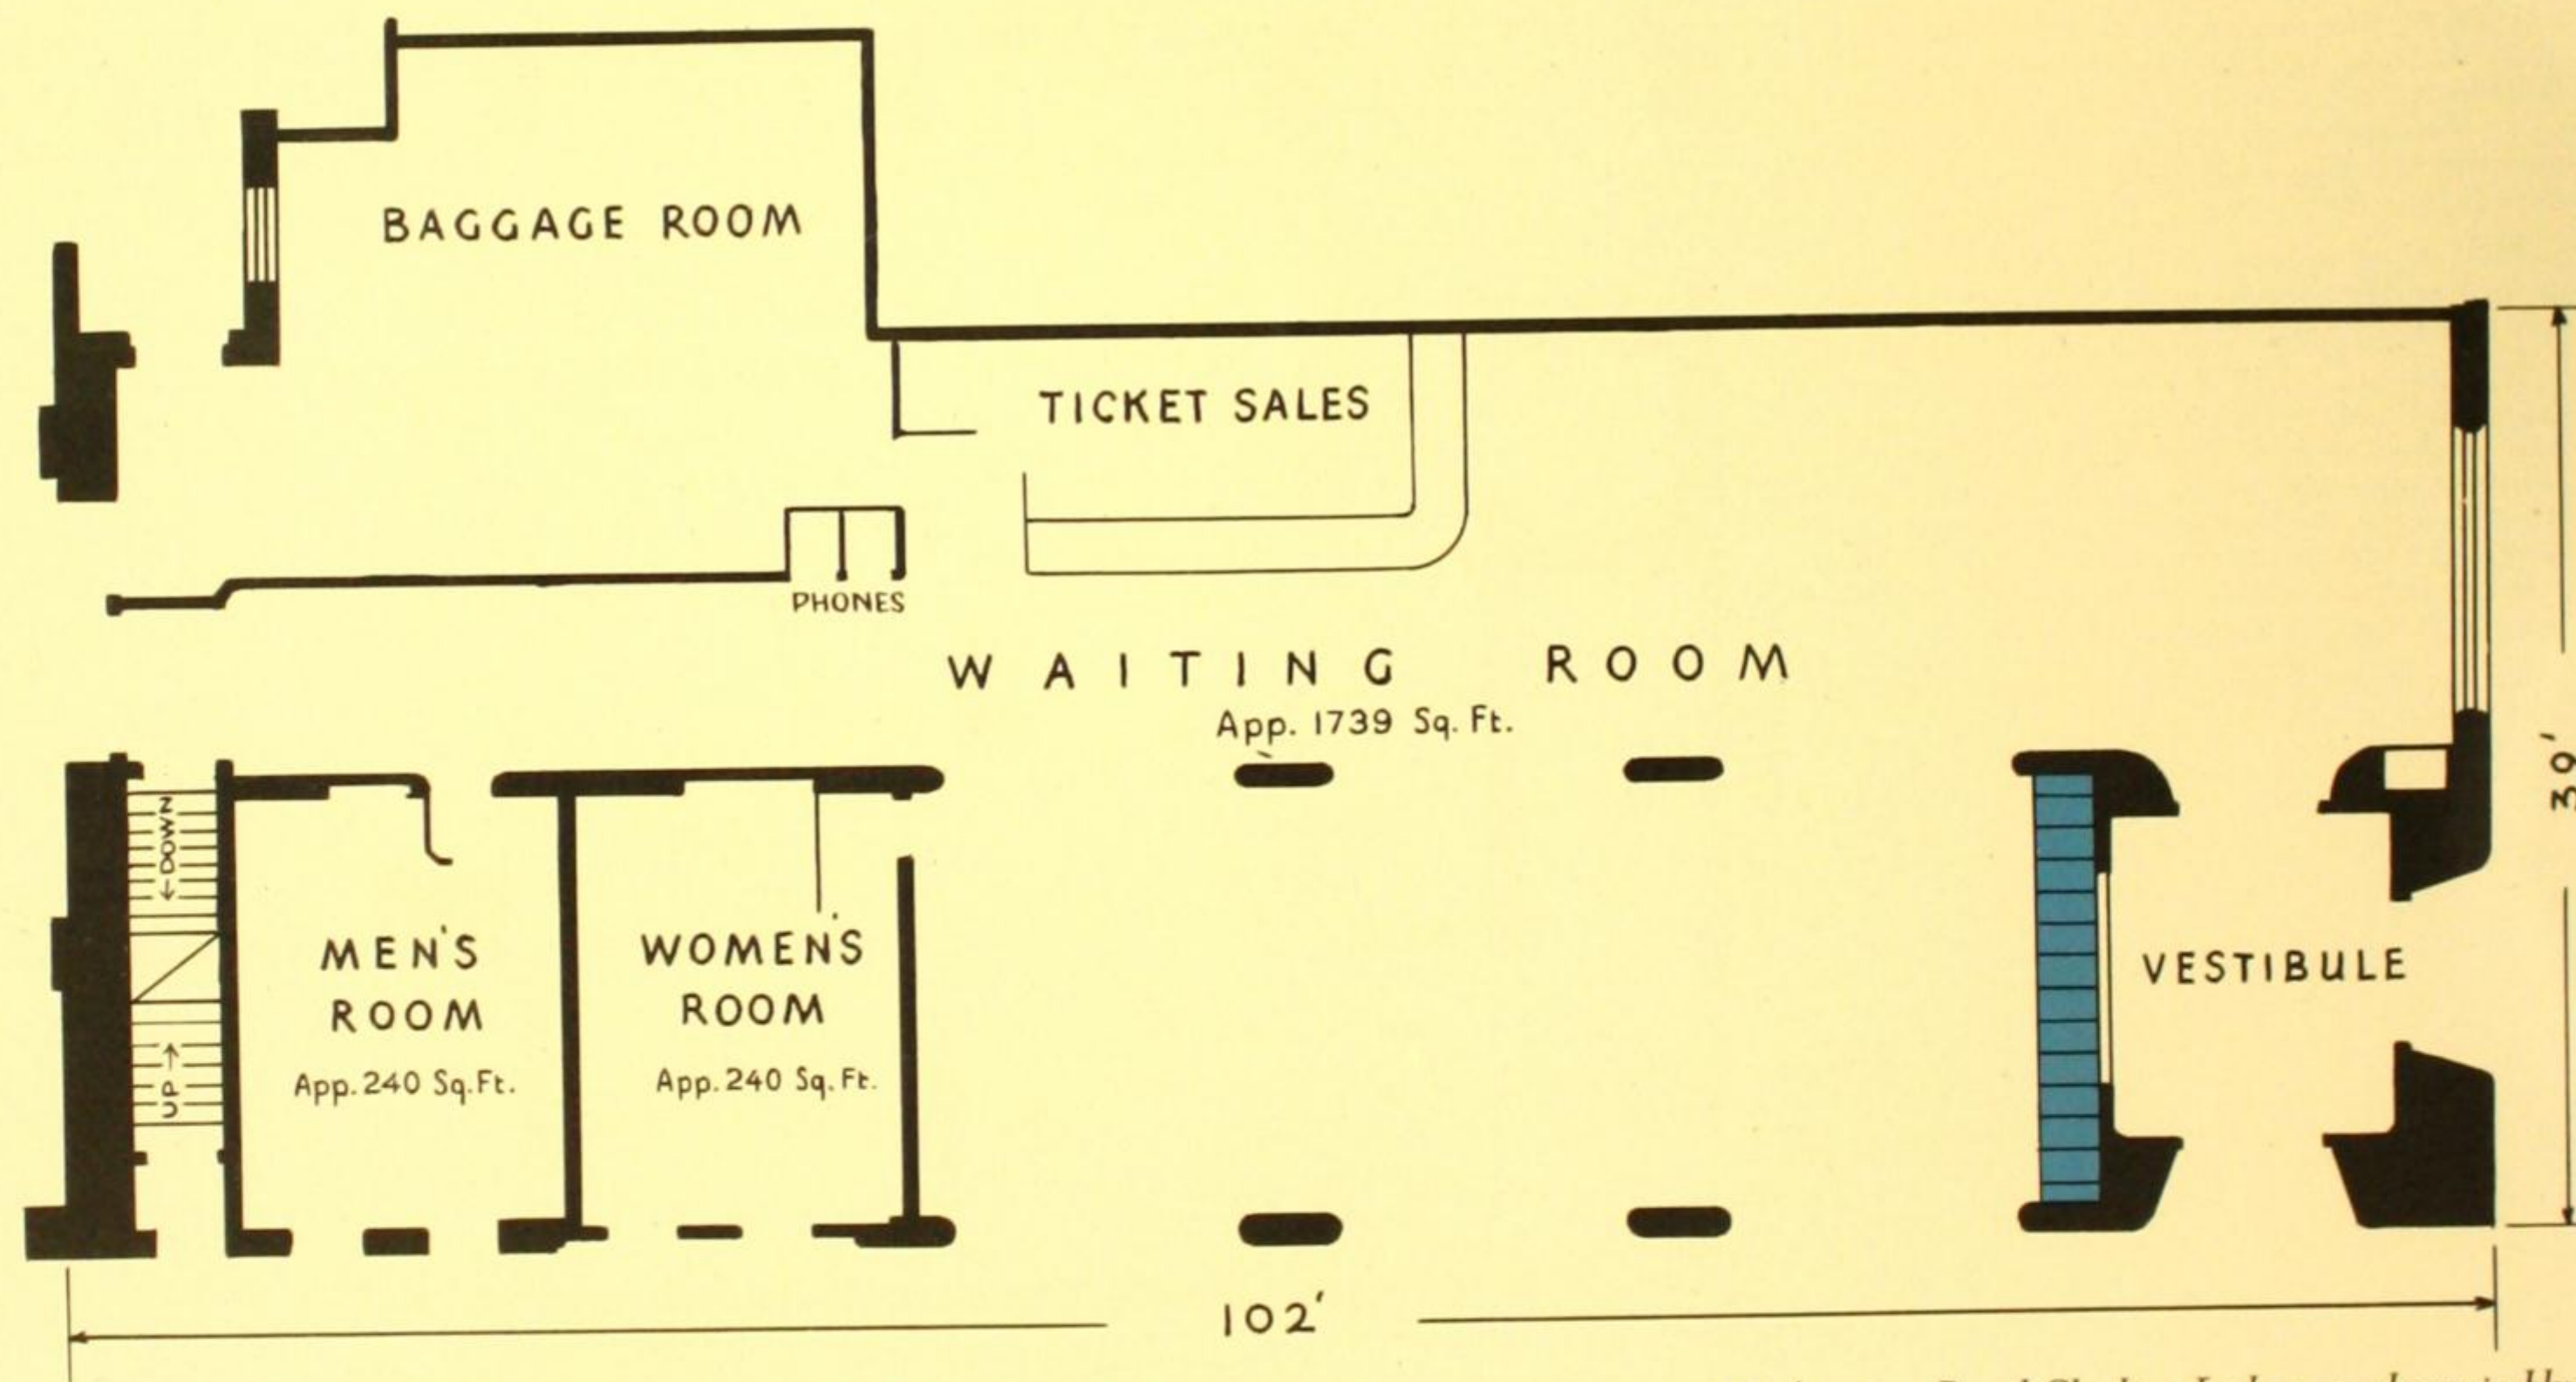 BAGGAGE ROOM
TICKET SALES
PHONES
WAITING ROOM
App. 1739 Sq. Ft.
39'
DOWN
UP
MEN'S
ROOM
App. 240 Sq. Ft.
WOMEN'S
ROOM
App. 240 Sq. Ft.
VESTIBULE
102'